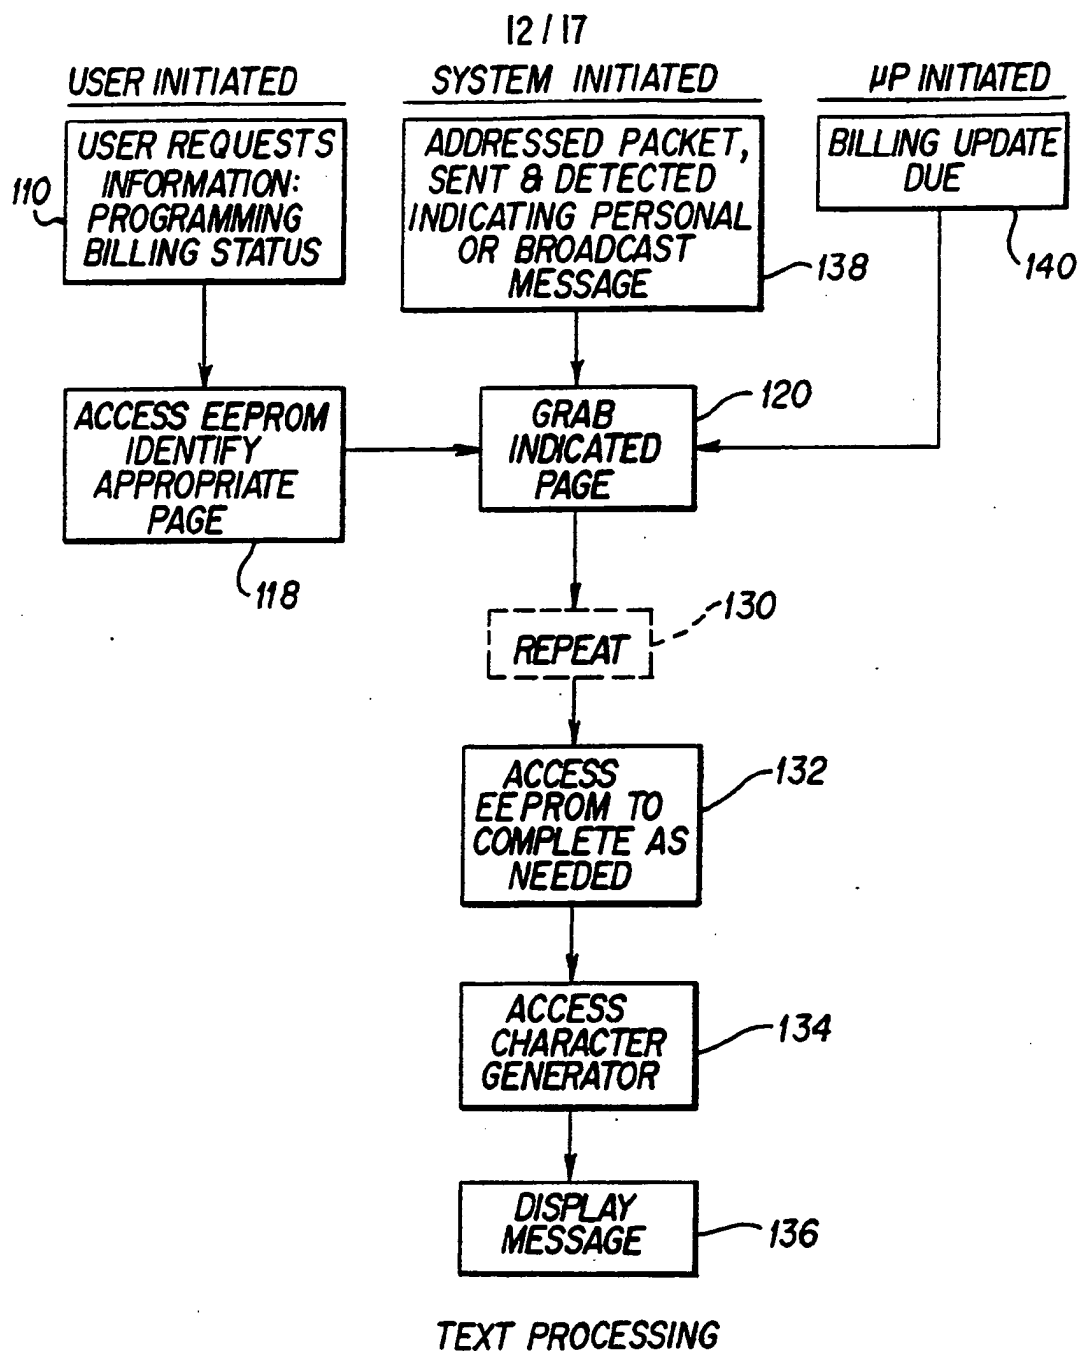 12/17
USER INITIATED
SYSTEM INITIATED
µP INITIATED
USER REQUESTS
INFORMATION:
PROGRAMMING
BILLING STATUS
110
ADDRESSED PACKET,
SENT & DETECTED
INDICATING PERSONAL
OR BROADCAST
MESSAGE
138
BILLING UPDATE
DUE
140
ACCESS EEPROM
IDENTIFY
APPROPRIATE
PAGE
118
GRAB
INDICATED
PAGE
120
REPEAT
130
ACCESS
EEPROM TO
COMPLETE AS
NEEDED
132
ACCESS
CHARACTER
GENERATOR
134
DISPLAY
MESSAGE
136
TEXT PROCESSING